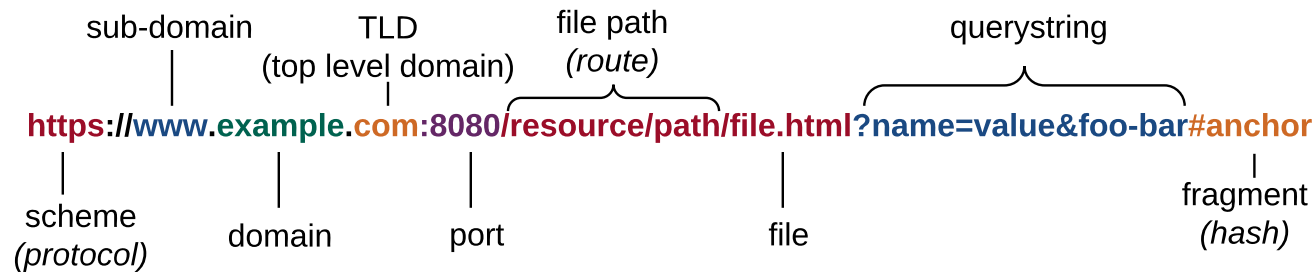 sub-domain
TLD
(top level domain)
file path
(route)
querystring
https://www.example.com:8080/resource/path/file.html?name=value&foo-bar#anchor
scheme
(protocol)
domain
port
file
fragment
(hash)